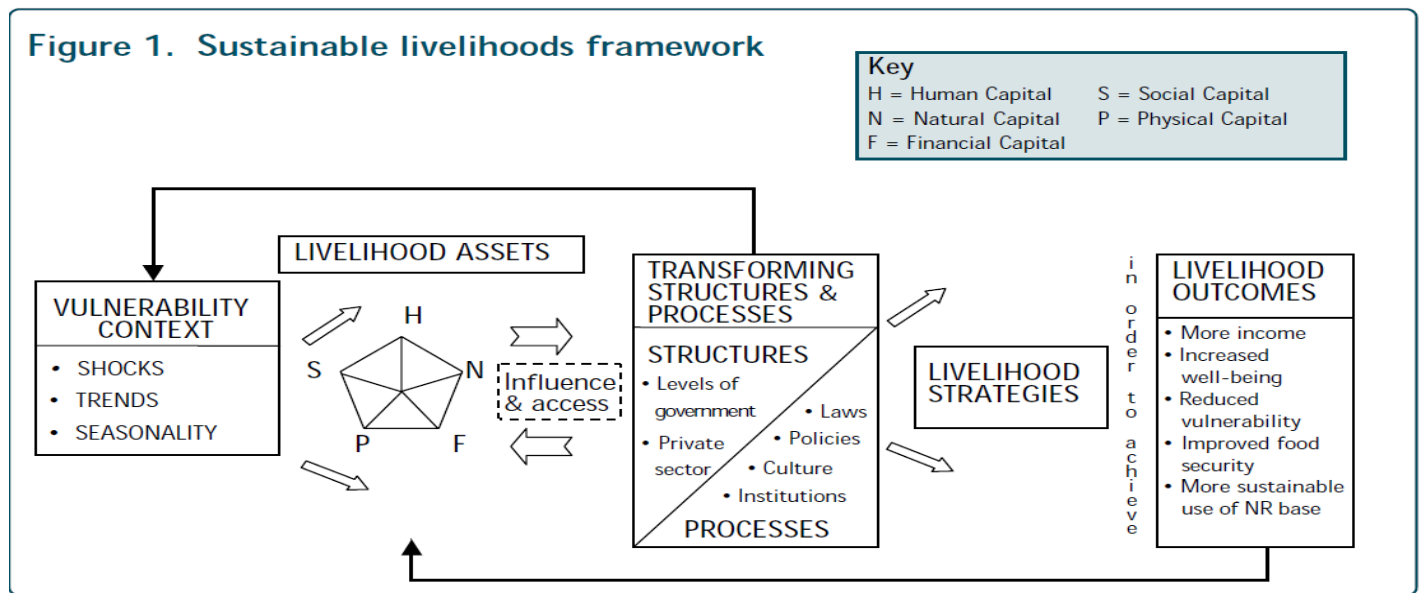 Figure 1. Sustainable livelihoods framework
Key
H = Human Capital S = Social Capital
N = Natural Capital P = Physical Capital
F = Financial Capital
VULNERABILITY
CONTEXT
• SHOCKS
• TRENDS
• SEASONALITY
LIVELIHOOD ASSETS
H
S
N
P
F
Influence
& access
TRANSFORMING
STRUCTURES &
PROCESSES
STRUCTURES
• Levels of
government
• Private
sector
• Laws
• Policies
• Culture
• Institutions
PROCESSES
LIVELIHOOD
STRATEGIES
in order to achieve
LIVELIHOOD
OUTCOMES
• More income
• Increased
well-being
• Reduced
vulnerability
• Improved food
security
• More sustainable
use of NR base